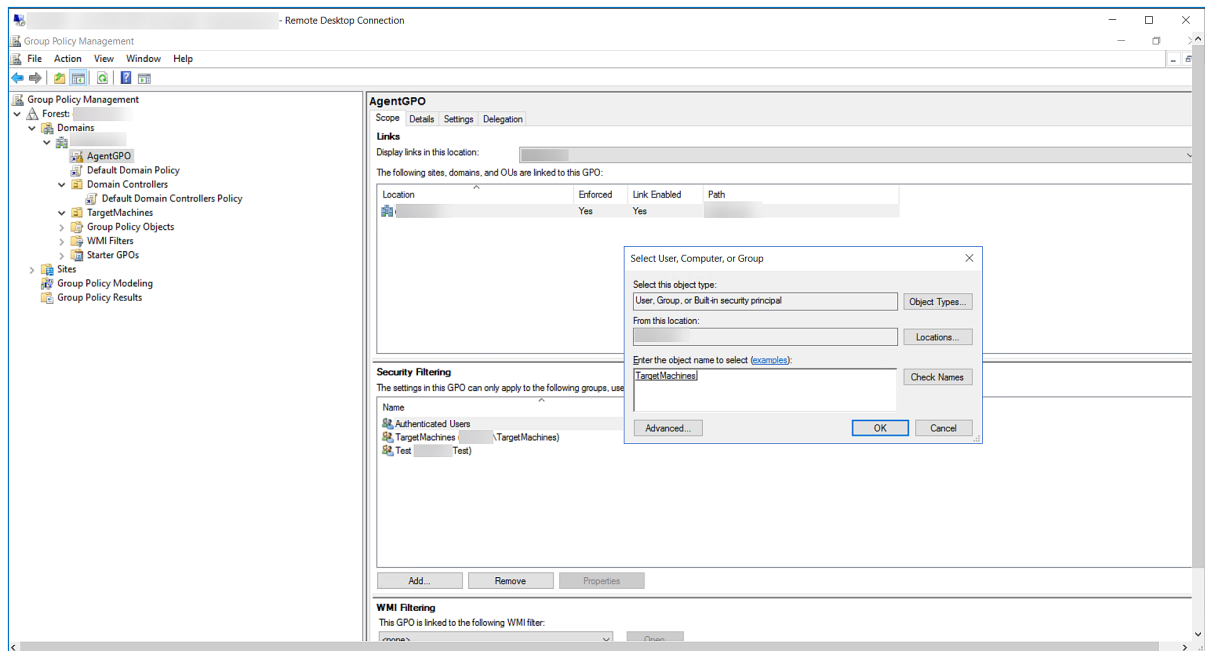 - Remote Desktop Connection
Group Policy Management
File Action View Window Help
Group Policy Management
Forest:
Domains
AgentGPO
Default Domain Policy
Domain Controllers
Default Domain Controllers Policy
TargetMachines
Group Policy Objects
WMI Filters
Starter GPOs
Sites
Group Policy Modeling
Group Policy Results
AgentGPO
Scope Details Settings Delegation
Links
Display links in this location:
The following sites, domains, and OUs are linked to this GPO:
Location Enforced Link Enabled Path
Yes Yes
Security Filtering
The settings in this GPO can only apply to the following groups, use
Name
Authenticated Users
TargetMachines ( \TargetMachines)
Test Test)
Add... Remove Properties
WMI Filtering
This GPO is linked to the following WMI filter:
<none> Open
Select User, Computer, or Group
Select this object type:
User, Group, or Built-in security principal Object Types...
From this location:
Locations...
Enter the object name to select (examples):
TargetMachines Check Names
Advanced... OK Cancel